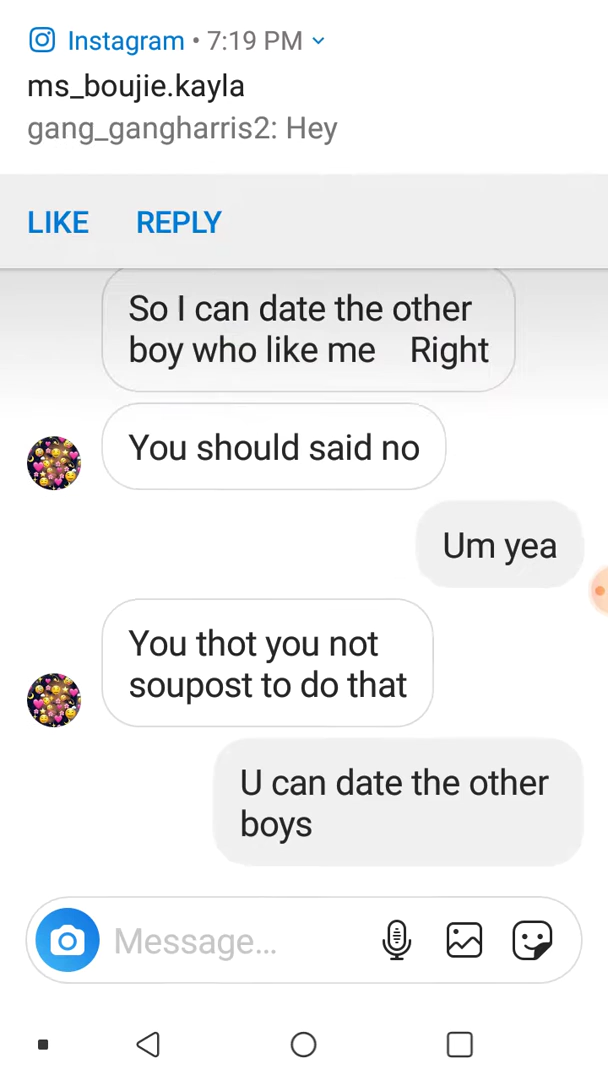 Instagram • 7:19 PM
ms_boujie.kayla
gang_gangharris2: Hey
LIKE REPLY
So I can date the other
boy who like me Right
You should said no
Um yea
You thot you not
soupost to do that
U can date the other
boys
Message...